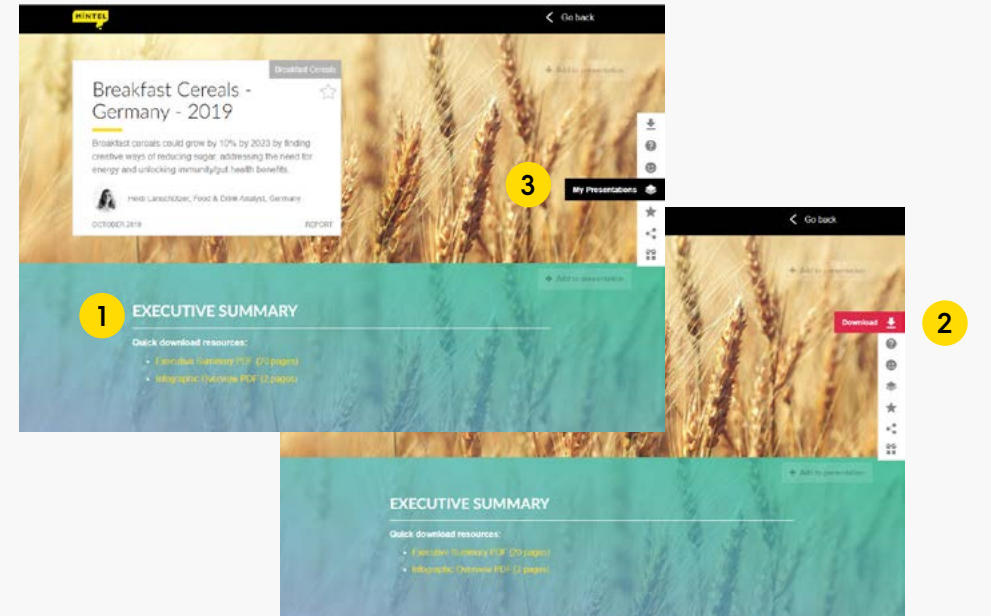 MINTEL
Go back
Breakfast Cereals
+ Add to presentation
Breakfast Cereals -
Germany - 2019
Breakfast cereals could grow by 10% by 2023 by finding
creative ways of reducing sugar, addressing the need for
energy and unlocking immunity/gut health benefits.
Heidi Lanschützer, Food & Drink Analyst, Germany
OCTOBER 2019
REPORT
3
My Presentations
+ Add to presentation
1
EXECUTIVE SUMMARY
Quick download resources:
• Executive Summary PDF (20 pages)
• Infographic Overview PDF (2 pages)
Go back
+ Add to presentation
Download
2
+ Add to presentation
EXECUTIVE SUMMARY
Quick download resources:
• Executive Summary PDF (20 pages)
• Infographic Overview PDF (2 pages)